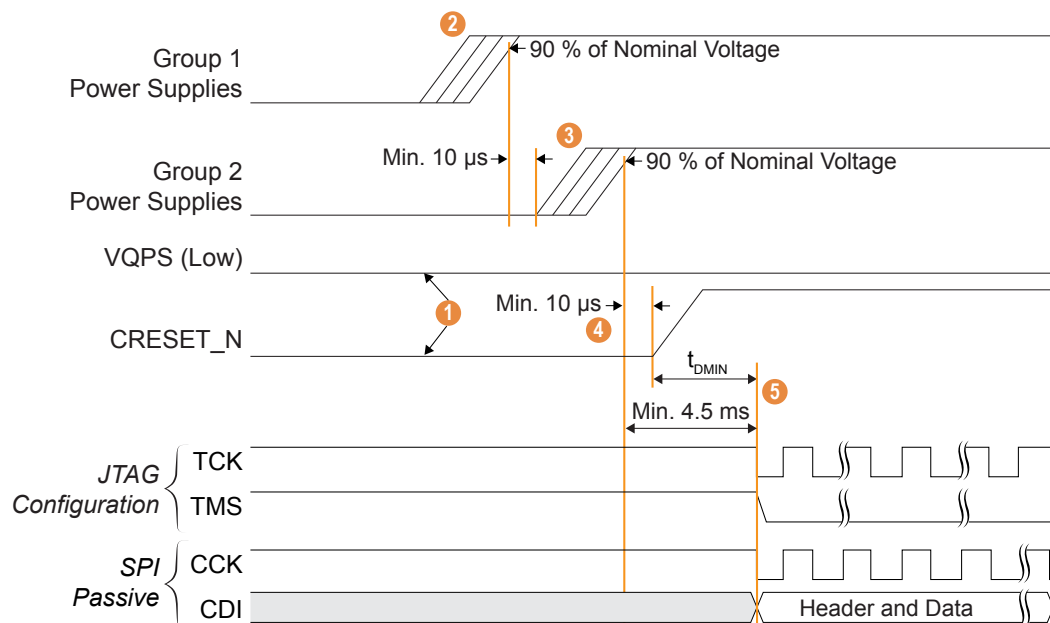 2
Group 1
Power Supplies
90 % of Nominal Voltage
3
Min. 10 µs
90 % of Nominal Voltage
Group 2
Power Supplies
VQPS (Low)
1
Min. 10 µs
4
CRESET_N
tDMIN
5
Min. 4.5 ms
JTAG
Configuration
TCK
TMS
SPI
Passive
CCK
CDI
Header and Data